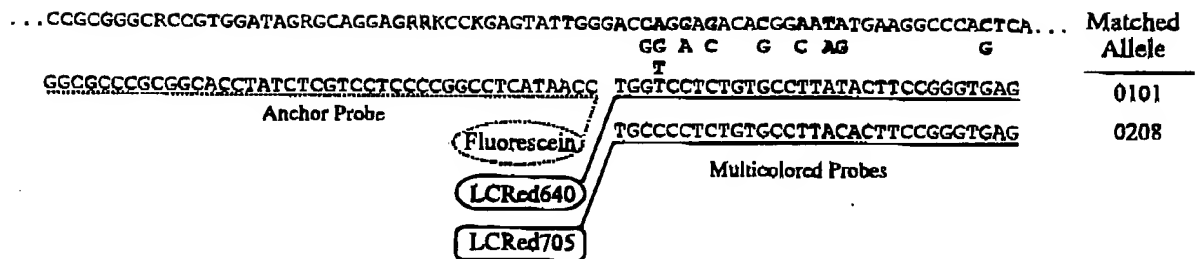 ...CCGCGGGCRCCGTGGATAGRGCAGGAGRRKCCKGAGTATTGGGACCAGGAGACACGGAATATGAAGGCCCACTCA... Matched
GG A C G C AG G Allele
T
GGCGCCCGCGGCACCTATCTCGTCCTCCCCGGCCTCATAACC TGGTCCTCTGTGCCTTATACTTCCGGGTGAG 0101
Anchor Probe
Fluorescein TGCCCCTCTGTGCCTTACACTTCCGGGTGAG 0208
Multicolored Probes
LCRed640
LCRed705